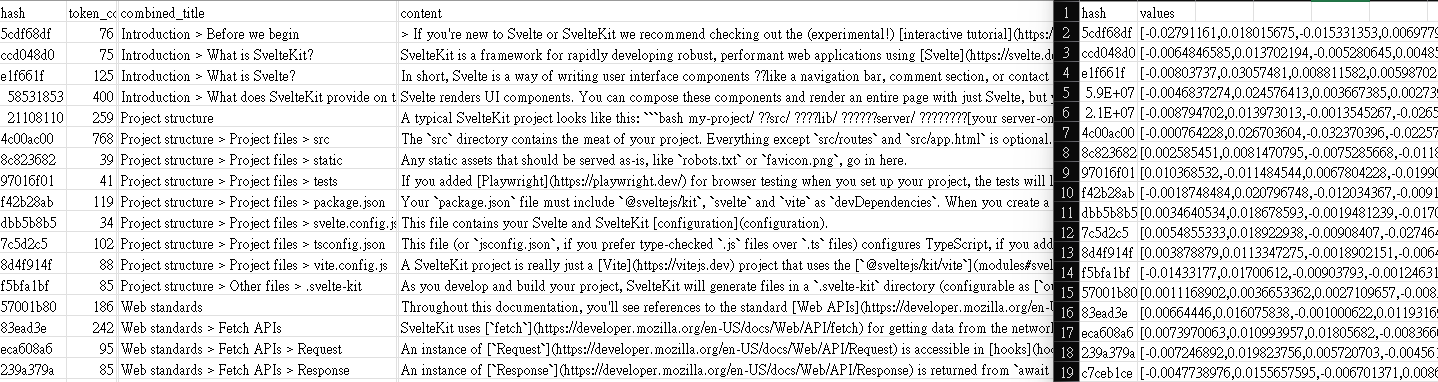 hash token_co combined_title content
5cdf68df 76 Introduction > Before we begin > If you're new to Svelte or SvelteKit we recommend checking out the (experimental!) [interactive tutorial](https:/
ccd048d0 75 Introduction > What is SvelteKit? SvelteKit is a framework for rapidly developing robust, performant web applications using [Svelte](https://svelte.d
e1f661f 125 Introduction > What is Svelte? In short, Svelte is a way of writing user interface components ??like a navigation bar, comment section, or contact
58531853 400 Introduction > What does SvelteKit provide on t Svelte renders UI components. You can compose these components and render an entire page with just Svelte, but
21108110 259 Project structure A typical SvelteKit project looks like this: ```bash my-project/ ??src/ ????lib/ ??????server/ ????????[your server-on
4c00ac00 768 Project structure > Project files > src The `src` directory contains the meat of your project. Everything except `src/routes` and `src/app.html` is optional.
8c823682 39 Project structure > Project files > static Any static assets that should be served as-is, like `robots.txt` or `favicon.png`, go in here.
97016f01 41 Project structure > Project files > tests If you added [Playwright](https://playwright.dev/) for browser testing when you set up your project, the tests will l
f42b28ab 119 Project structure > Project files > package.json Your `package.json` file must include `@sveltejs/kit`, `svelte` and `vite` as `devDependencies`. When you create a
dbb5b8b5 34 Project structure > Project files > svelte.config.js This file contains your Svelte and SvelteKit [configuration](configuration).
7c5d2c5 102 Project structure > Project files > tsconfig.json This file (or `jsconfig.json`, if you prefer type-checked `.js` files over `.ts` files) configures TypeScript, if you add
8d4f914f 88 Project structure > Project files > vite.config.js A SvelteKit project is really just a [Vite](https://vitejs.dev) project that uses the [`@sveltejs/kit/vite`](modules#svel
f5bfa1bf 85 Project structure > Other files > .svelte-kit As you develop and build your project, SvelteKit will generate files in a `.svelte-kit` directory (configurable as [`ou
57001b80 186 Web standards Throughout this documentation, you'll see references to the standard [Web APIs](https://developer.mozilla.org/en
83ead3e 242 Web standards > Fetch APIs SvelteKit uses [`fetch`](https://developer.mozilla.org/en-US/docs/Web/API/fetch) for getting data from the network
eca608a6 95 Web standards > Fetch APIs > Request An instance of [`Request`](https://developer.mozilla.org/en-US/docs/Web/API/Request) is accessible in [hooks](hoo
239a379a 85 Web standards > Fetch APIs > Response An instance of [`Response`](https://developer.mozilla.org/en-US/docs/Web/API/Response) is returned from `await
1 hash values
2 5cdf68df [-0.02791161,0.018015675,-0.015331353,0.0069779
3 ccd048d0 [-0.0064846585,0.013702194,-0.005280645,0.0048
4 e1f661f [-0.00803737,0.03057481,0.008811582,0.00598702
5 5.9E+07 [-0.0046837274,0.024576413,0.003667385,0.00273
6 2.1E+07 [-0.008794702,0.013973013,-0.0013545267,-0.0265
7 4c00ac00 [-0.000764228,0.026703604,-0.032370396,-0.02257
8 8c823682 [0.002585451,0.0081470795,-0.0075285668,-0.0118
9 97016f01 [0.010368532,-0.011484544,0.0067804228,-0.01990
10 f42b28ab [-0.0018748484,0.020796748,-0.012034367,-0.0091
11 dbb5b8b5 [0.0034640534,0.018678593,-0.0019481239,-0.0170
12 7c5d2c5 [0.0054855333,0.018922938,-0.00908407,-0.027464
13 8d4f914f [0.003878879,0.0113347275,-0.0018902151,-0.0064
14 f5bfa1bf [-0.01433177,0.01700612,-0.00903793,-0.00124631
15 57001b80 [0.0011168902,0.0036653362,0.0027109657,-0.008
16 83ead3e [0.00664446,0.016075838,-0.001000622,0.0119316
17 eca608a6 [0.0073970063,0.010993957,0.01805682,-0.0083660
18 239a379a [-0.007246892,0.019823756,0.005720703,-0.004561
19 c7ceb1ce [-0.0047738976,0.0155657595,-0.006701371,0.0086